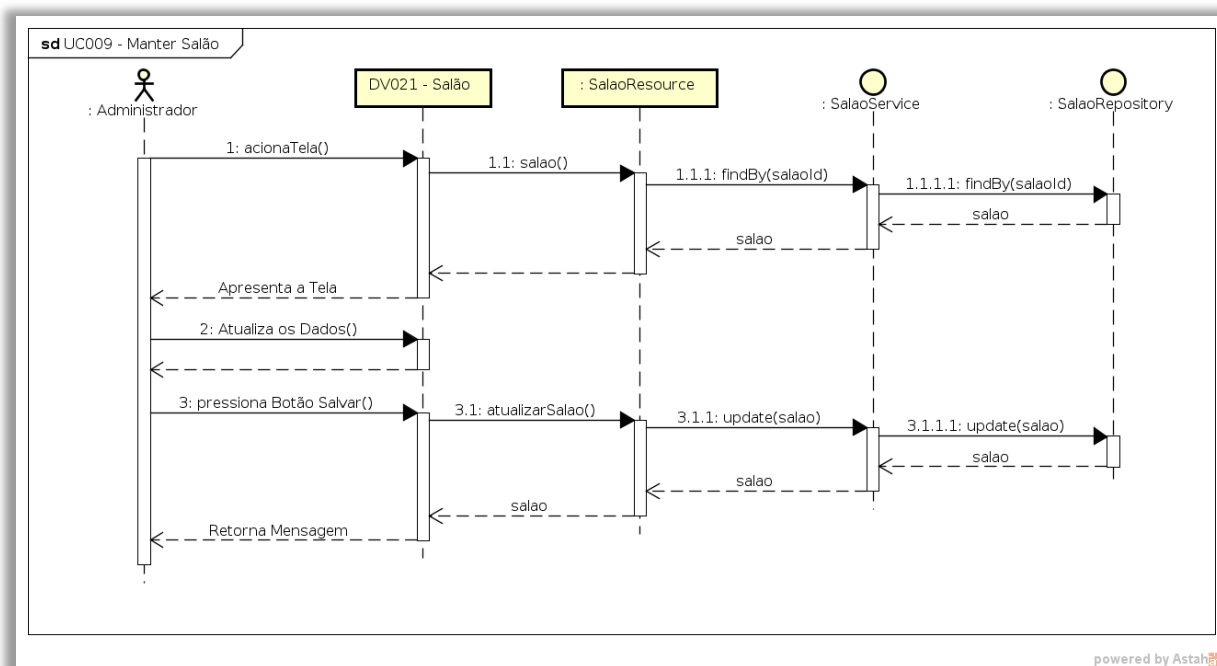 sd UC009 - Manter Salão
: Administrador
DV021 - Salão
: SalaoResource
: SalaoService
: SalaoRepository
1: acionaTela()
1.1: salao()
1.1.1: findBy(salaoId)
1.1.1.1: findBy(salaoId)
salao
salao
Apresenta a Tela
2: Atualiza os Dados()
3: pressiona Botão Salvar()
3.1: atualizarSalao()
3.1.1: update(salao)
3.1.1.1: update(salao)
salao
salao
salao
Retorna Mensagem
powered by Astah